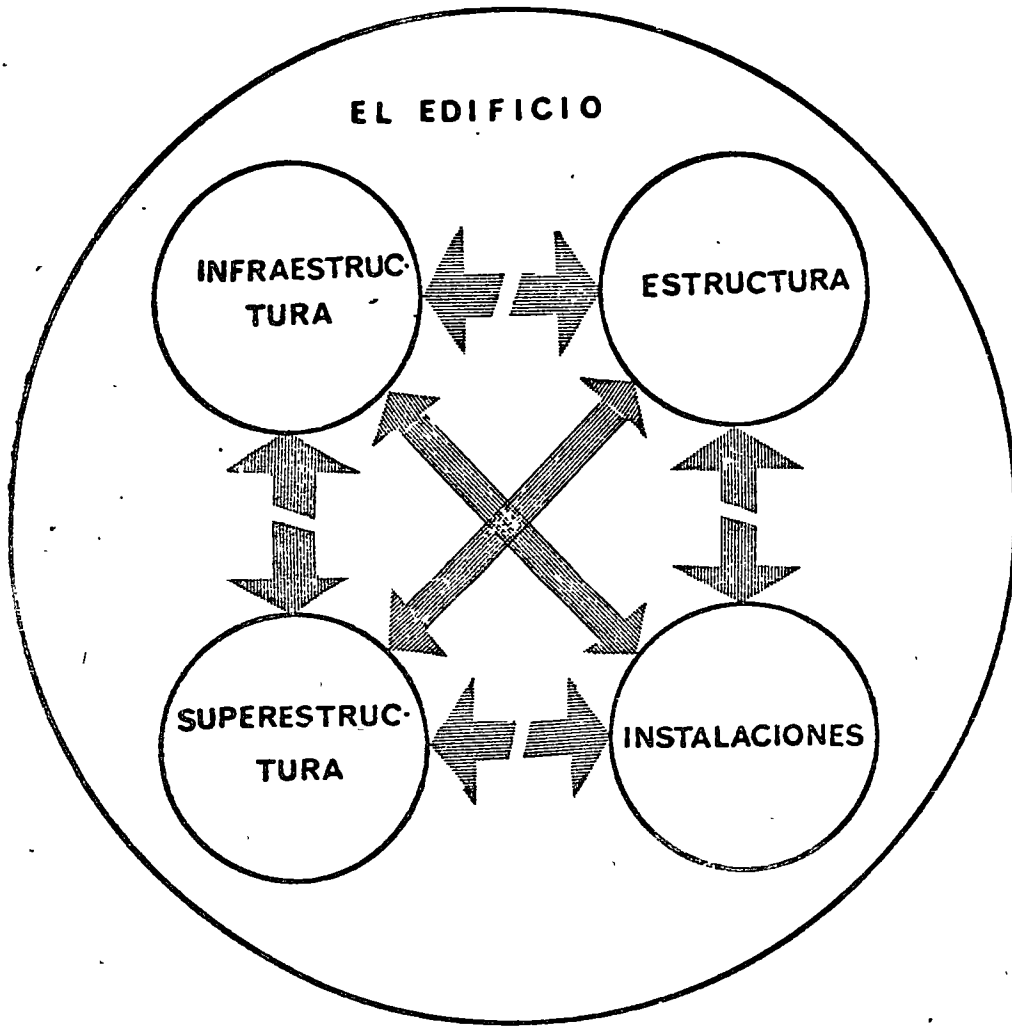 EL EDIFICIO
INFRAESTRUC-
TURA
ESTRUCTURA
SUPERESTRUC-
TURA
INSTALACIONES